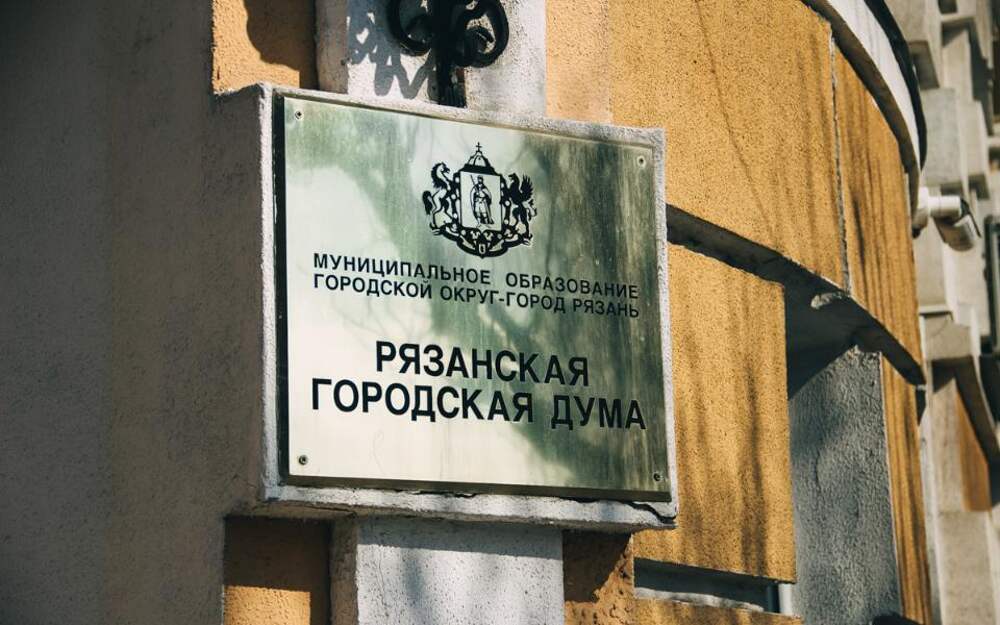 МУНИЦИПАЛЬНОЕ ОБРАЗОВАНИЕ
ГОРОДСКОЙ ОКРУГ-ГОРОД РЯЗАНЬ
РЯЗАНСКАЯ
ГОРОДСКАЯ ДУМА